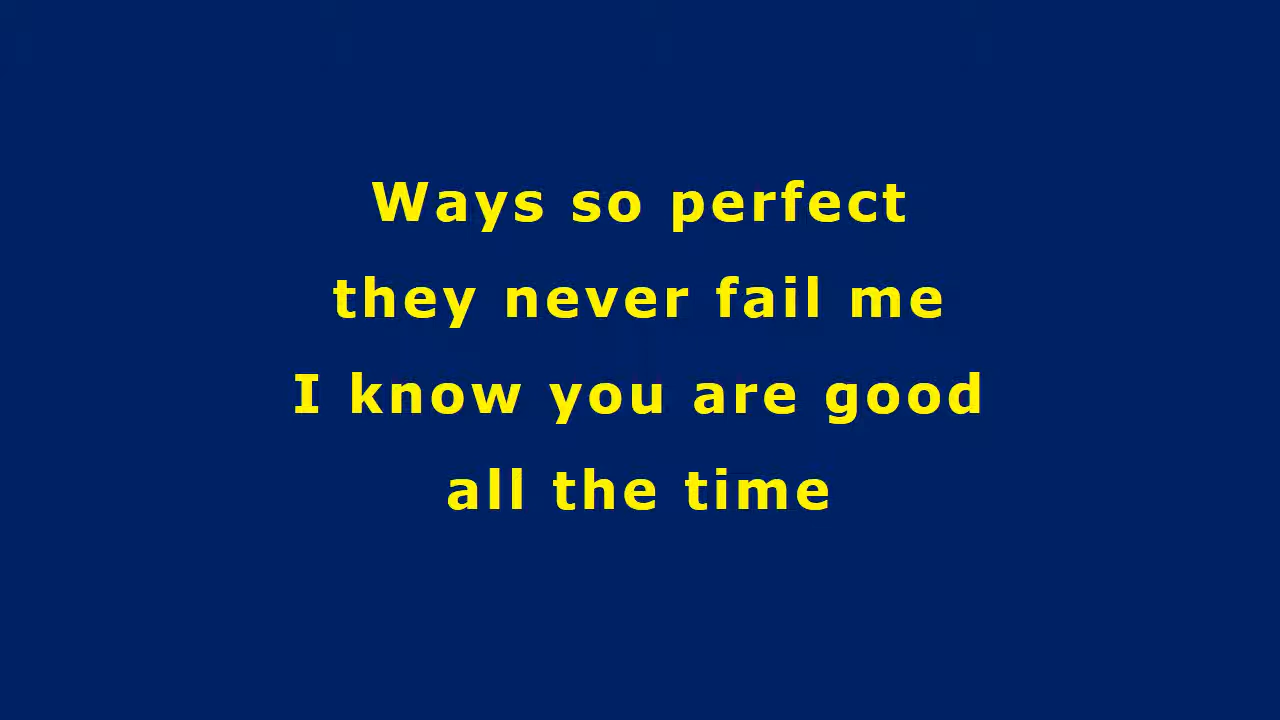 Ways so perfect
they never fail me
I know you are good
all the time